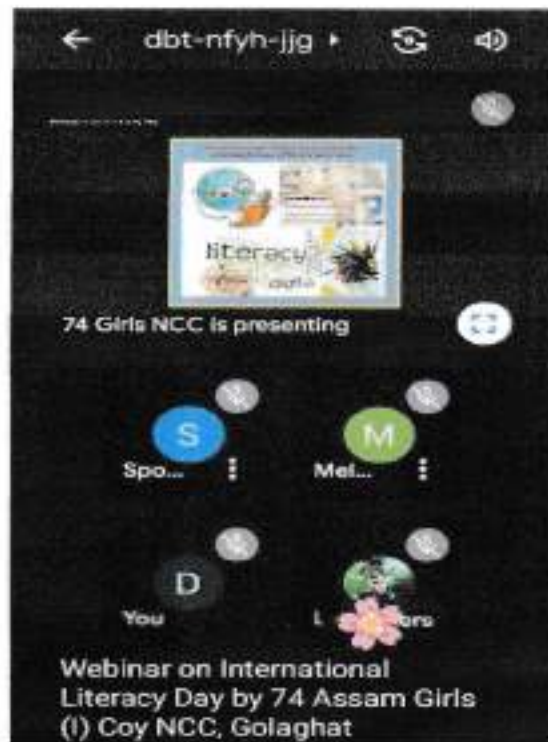 dbt-nfyh-jjg
literacy
74 Girls NCC is presenting
S
M
Spo...
Mel...
D
You
Webinar on International
Literacy Day by 74 Assam Girls
(I) Coy NCC, Golaghat